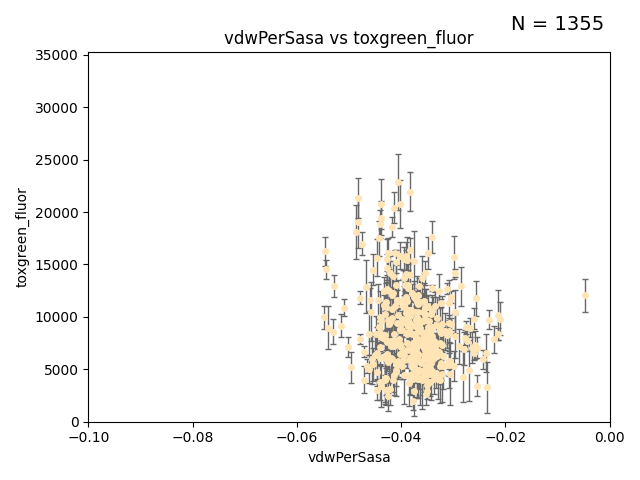 N = 1355
vdwPerSasa vs toxgreen_fluor
35000
30000
25000
20000
15000
10000
5000
0
toxgreen_fluor
−0.10 −0.08 −0.06 −0.04 −0.02 0.00
vdwPerSasa